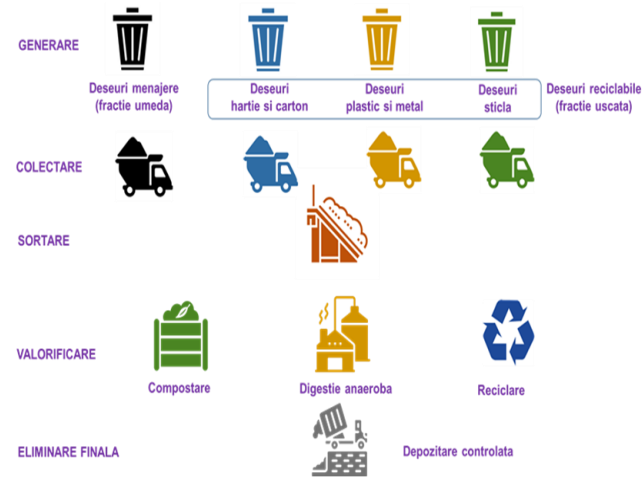 GENERARE
Deseuri menajere
(fractie umeda)
Deseuri
hartie si carton
Deseuri
plastic si metal
Deseuri
sticla
Deseuri reciclabile
(fractie uscata)
COLECTARE
SORTARE
VALORIFICARE
Compostare
Digestie anaeroba
Reciclare
ELIMINARE FINALA
Depozitare controlata